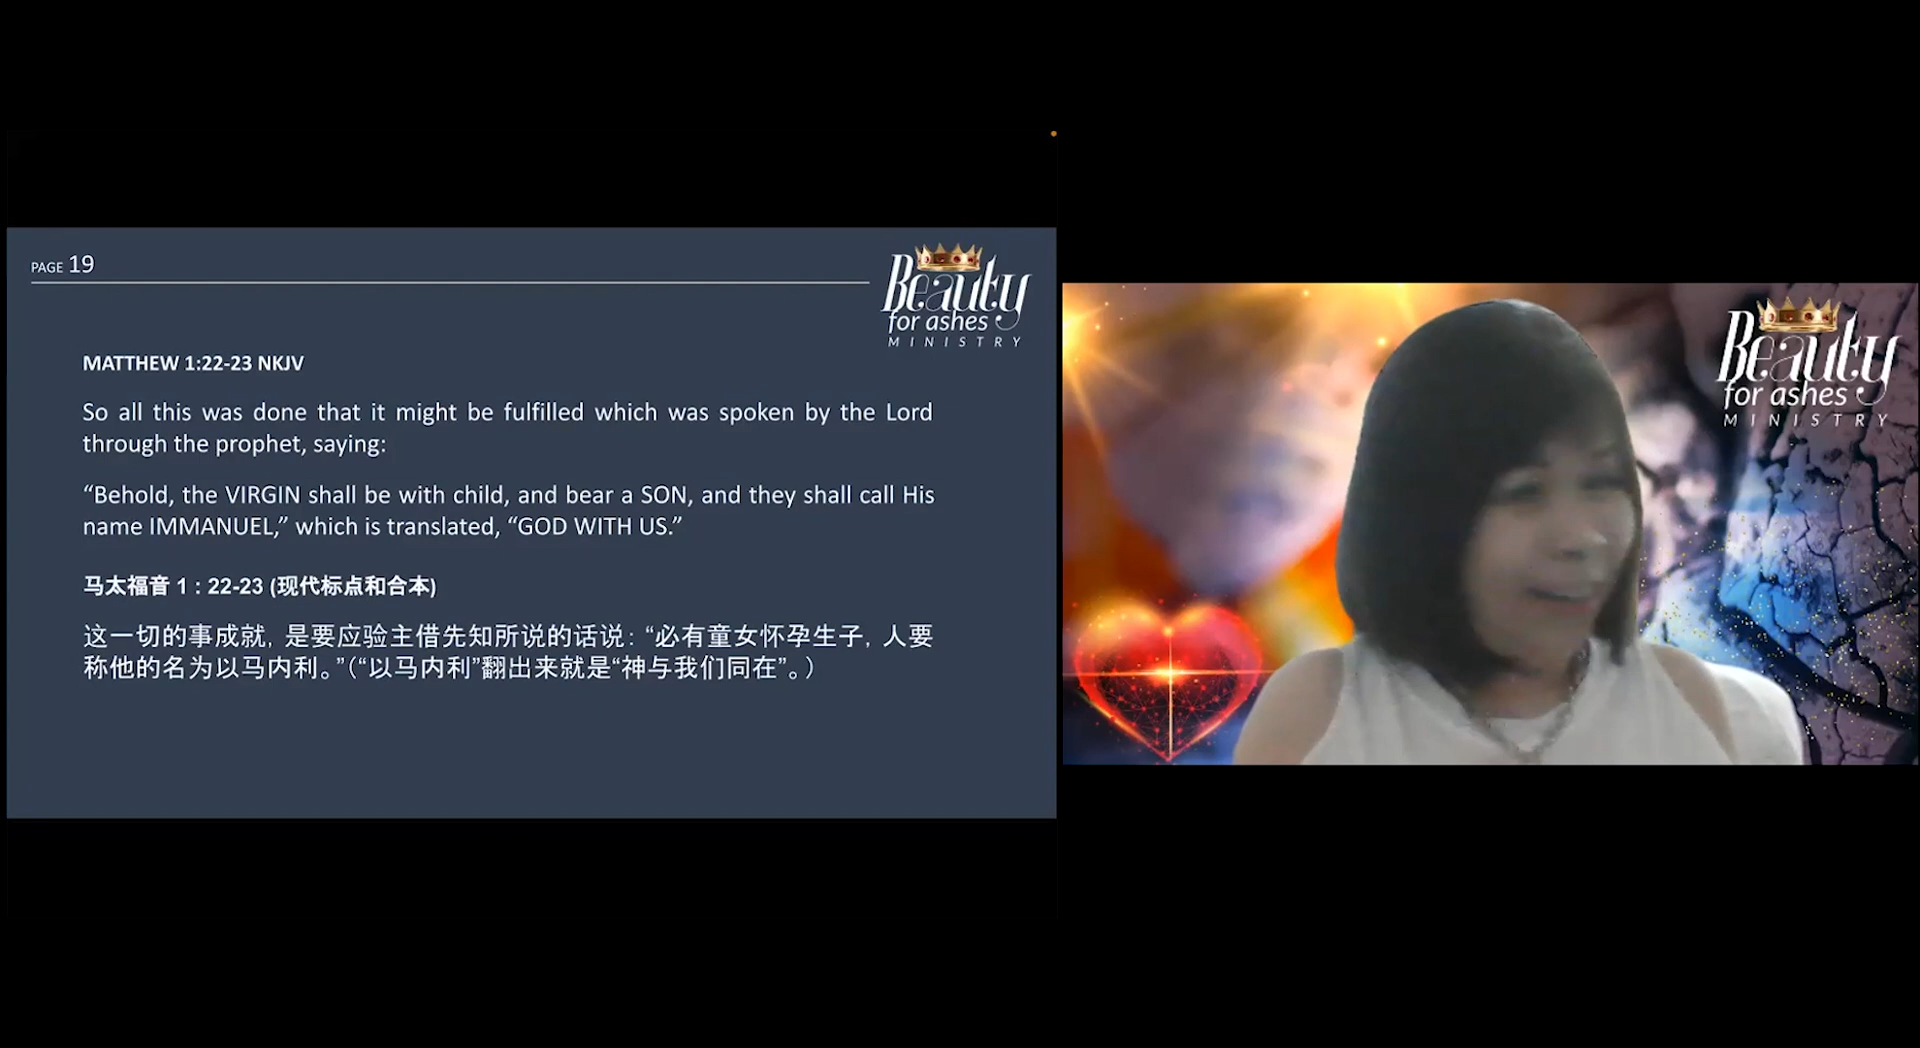 PAGE 19
Beauty
for ashes
MINISTRY
MATTHEW 1:22-23 NKJV
So all this was done that it might be fulfilled which was spoken by the Lord
through the prophet, saying:
“Behold, the VIRGIN shall be with child, and bear a SON, and they shall call His
name IMMANUEL,” which is translated, “GOD WITH US.”
马太福音 1 : 22-23 (现代标点和合本)
这一切的事成就, 是要应验主借先知所说的话说: “必有童女怀孕生子, 人要
称他的名为以马内利。”(“以马内利”翻出来就是“神与我们同在”。)
Beauty
for ashes
MINISTRY